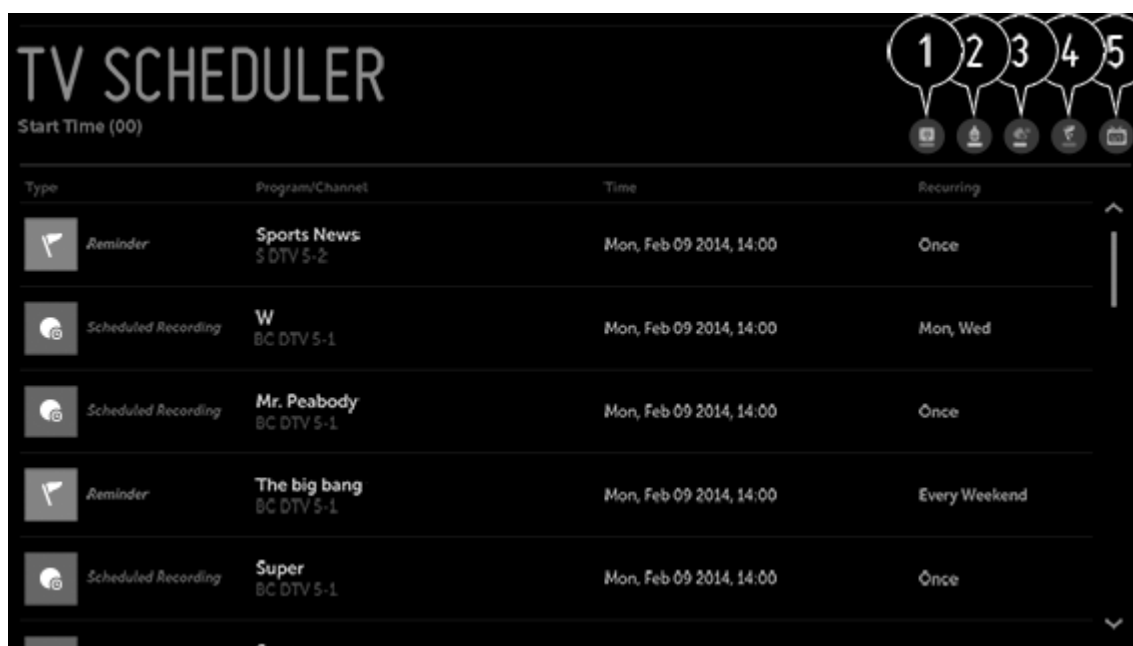 TV SCHEDULER
Start Time (00)
1 2 3 4 5
Type Program/Channel Time Recurring
Reminder Sports News Mon, Feb 09 2014, 14:00 Once
S DTV 5-2
Scheduled Recording W Mon, Feb 09 2014, 14:00 Mon, Wed
BC DTV 5-1
Scheduled Recording Mr. Peabody Mon, Feb 09 2014, 14:00 Once
BC DTV 5-1
Reminder The big bang Mon, Feb 09 2014, 14:00 Every Weekend
BC DTV 5-1
Scheduled Recording Super Mon, Feb 09 2014, 14:00 Once
BC DTV 5-1